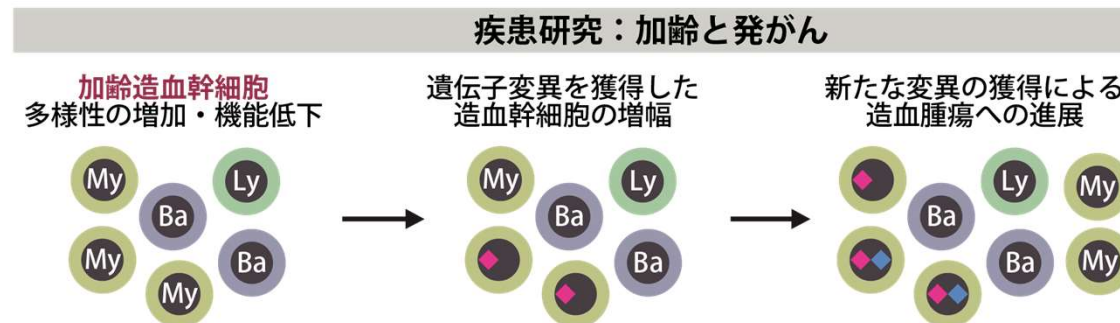 疾患研究：加齢と発がん
加齢造血幹細胞
多様性の増加・機能低下
My
Ly
Ba
My
Ba
My
遺伝子変異を獲得した
造血幹細胞の増幅
My
Ly
Ba
Ba
新たな変異の獲得による
造血腫瘍への進展
Ly
My
Ba
Ba
My